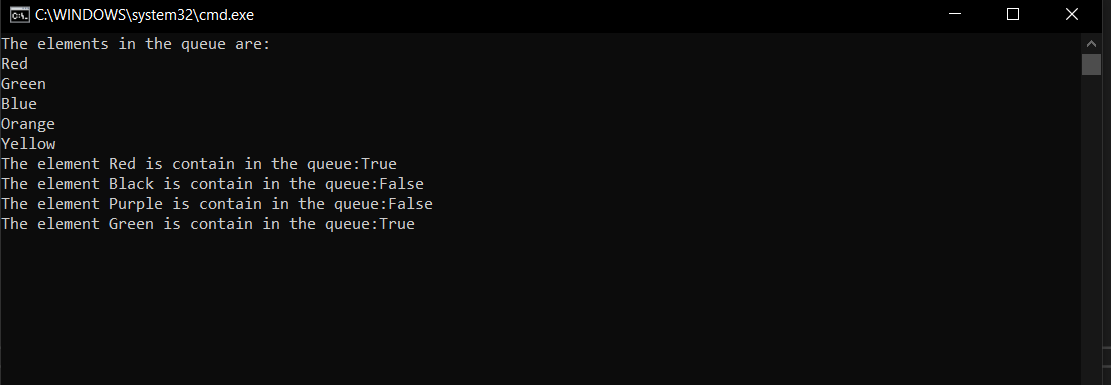 C:\WINDOWS\system32\cmd.exe
The elements in the queue are:
Red
Green
Blue
Orange
Yellow
The element Red is contain in the queue:True
The element Black is contain in the queue:False
The element Purple is contain in the queue:False
The element Green is contain in the queue:True